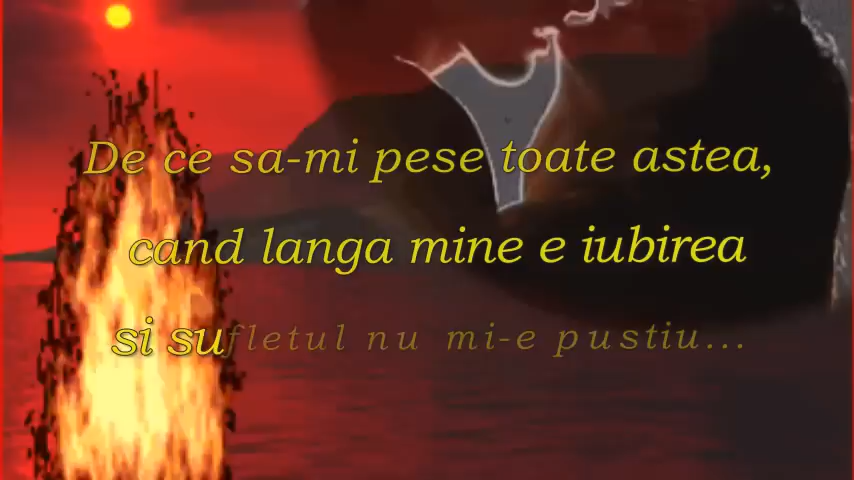 De ce sa-mi pese toate astea,
cand langa mine e iubirea
si sufletul nu mi-e pustiu...